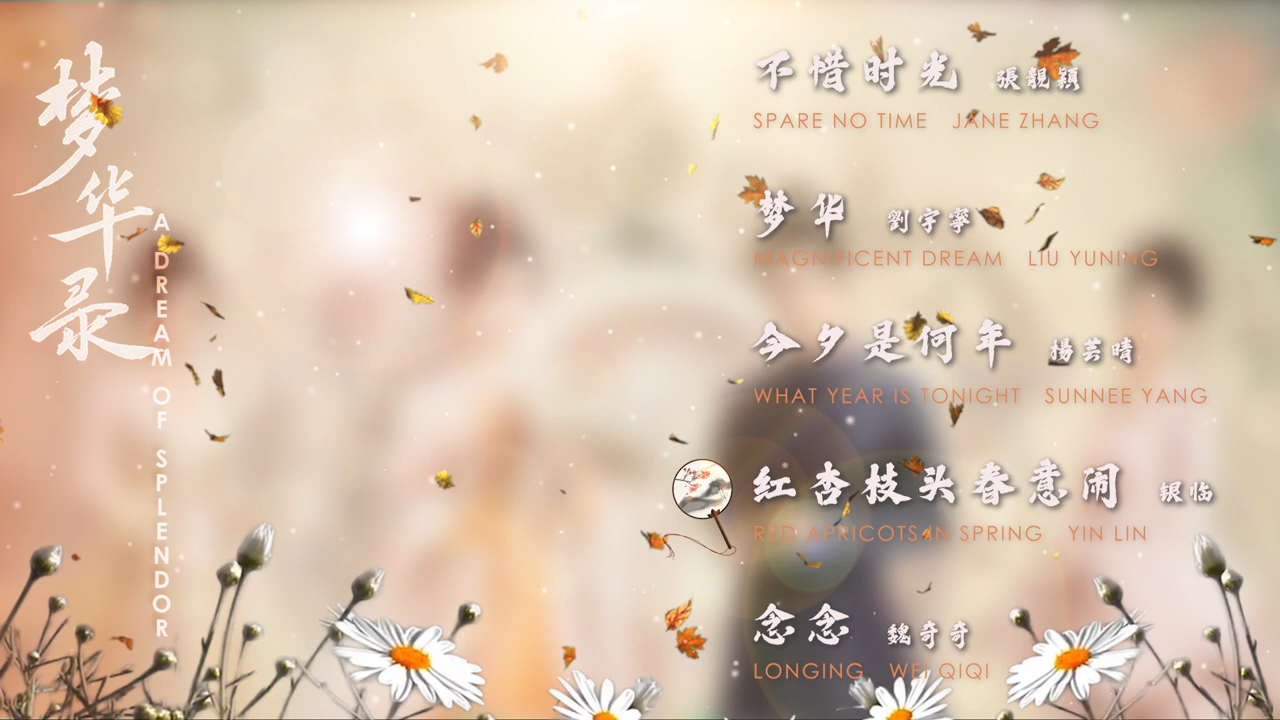 梦华录
A DREAM OF SPLENDOR
不惜时光 張靚穎
SPARE NO TIME JANE ZHANG
梦华 劉宇寧
MAGNIFICENT DREAM LIU YUNING
今夕是何年 楊芸晴
WHAT YEAR IS TONIGHT SUNNEE YANG
红杏枝头春意闹 银临
RED APRICOTS IN SPRING YIN LIN
念念 魏奇奇
LONGING WEI QIQI